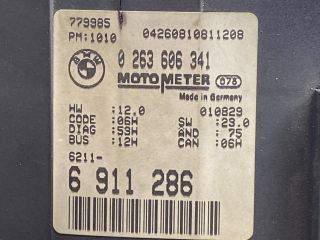 779985
PM:1010 04260810811208
BMW
0 263 606 341
MOTOMETER 076
Made in Germany
HW :12.0 010829
CODE :06H SW :23.0
DIAG :59H AND: 75
BUS :12H CAN :06H
6211-
6 911 286